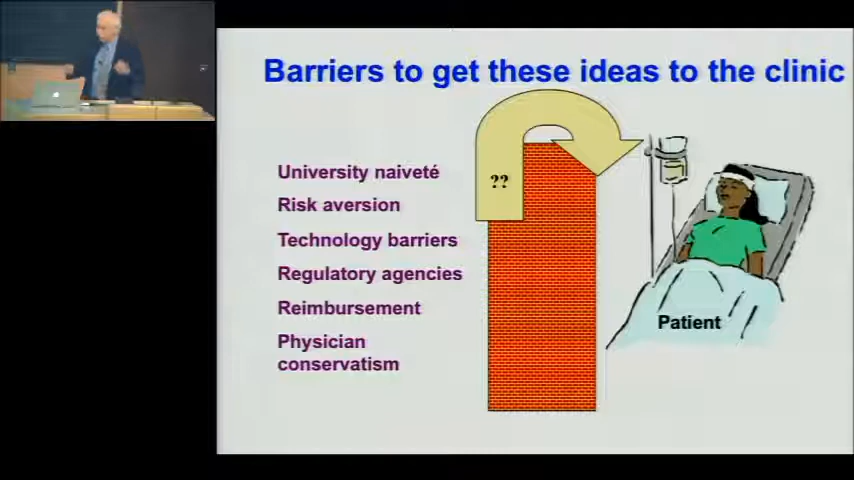 Barriers to get these ideas to the clinic
University naiveté
Risk aversion
Technology barriers
Regulatory agencies
Reimbursement
Physician
conservatism
??
Patient